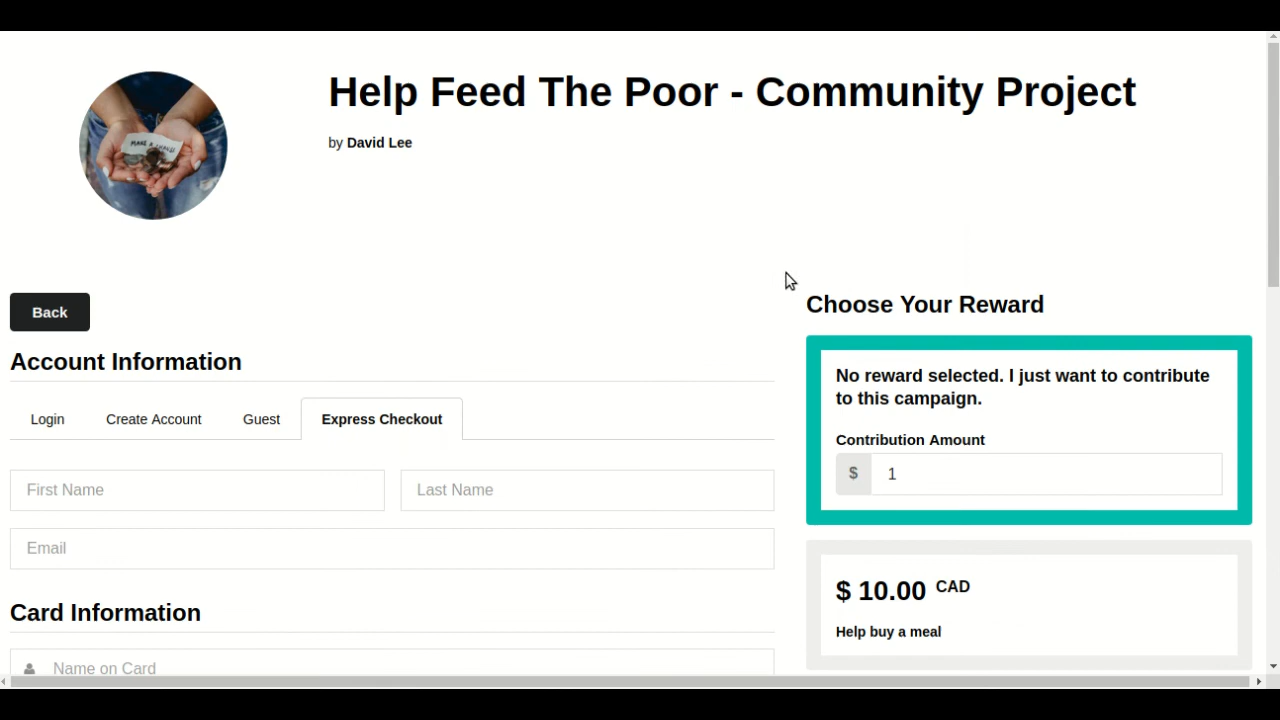 Help Feed The Poor - Community Project
by David Lee
Back
Account Information
Login
Create Account
Guest
Express Checkout
First Name
Last Name
Email
Card Information
Name on Card
Choose Your Reward
No reward selected. I just want to contribute
to this campaign.
Contribution Amount
$ 1
$ 10.00 CAD
Help buy a meal